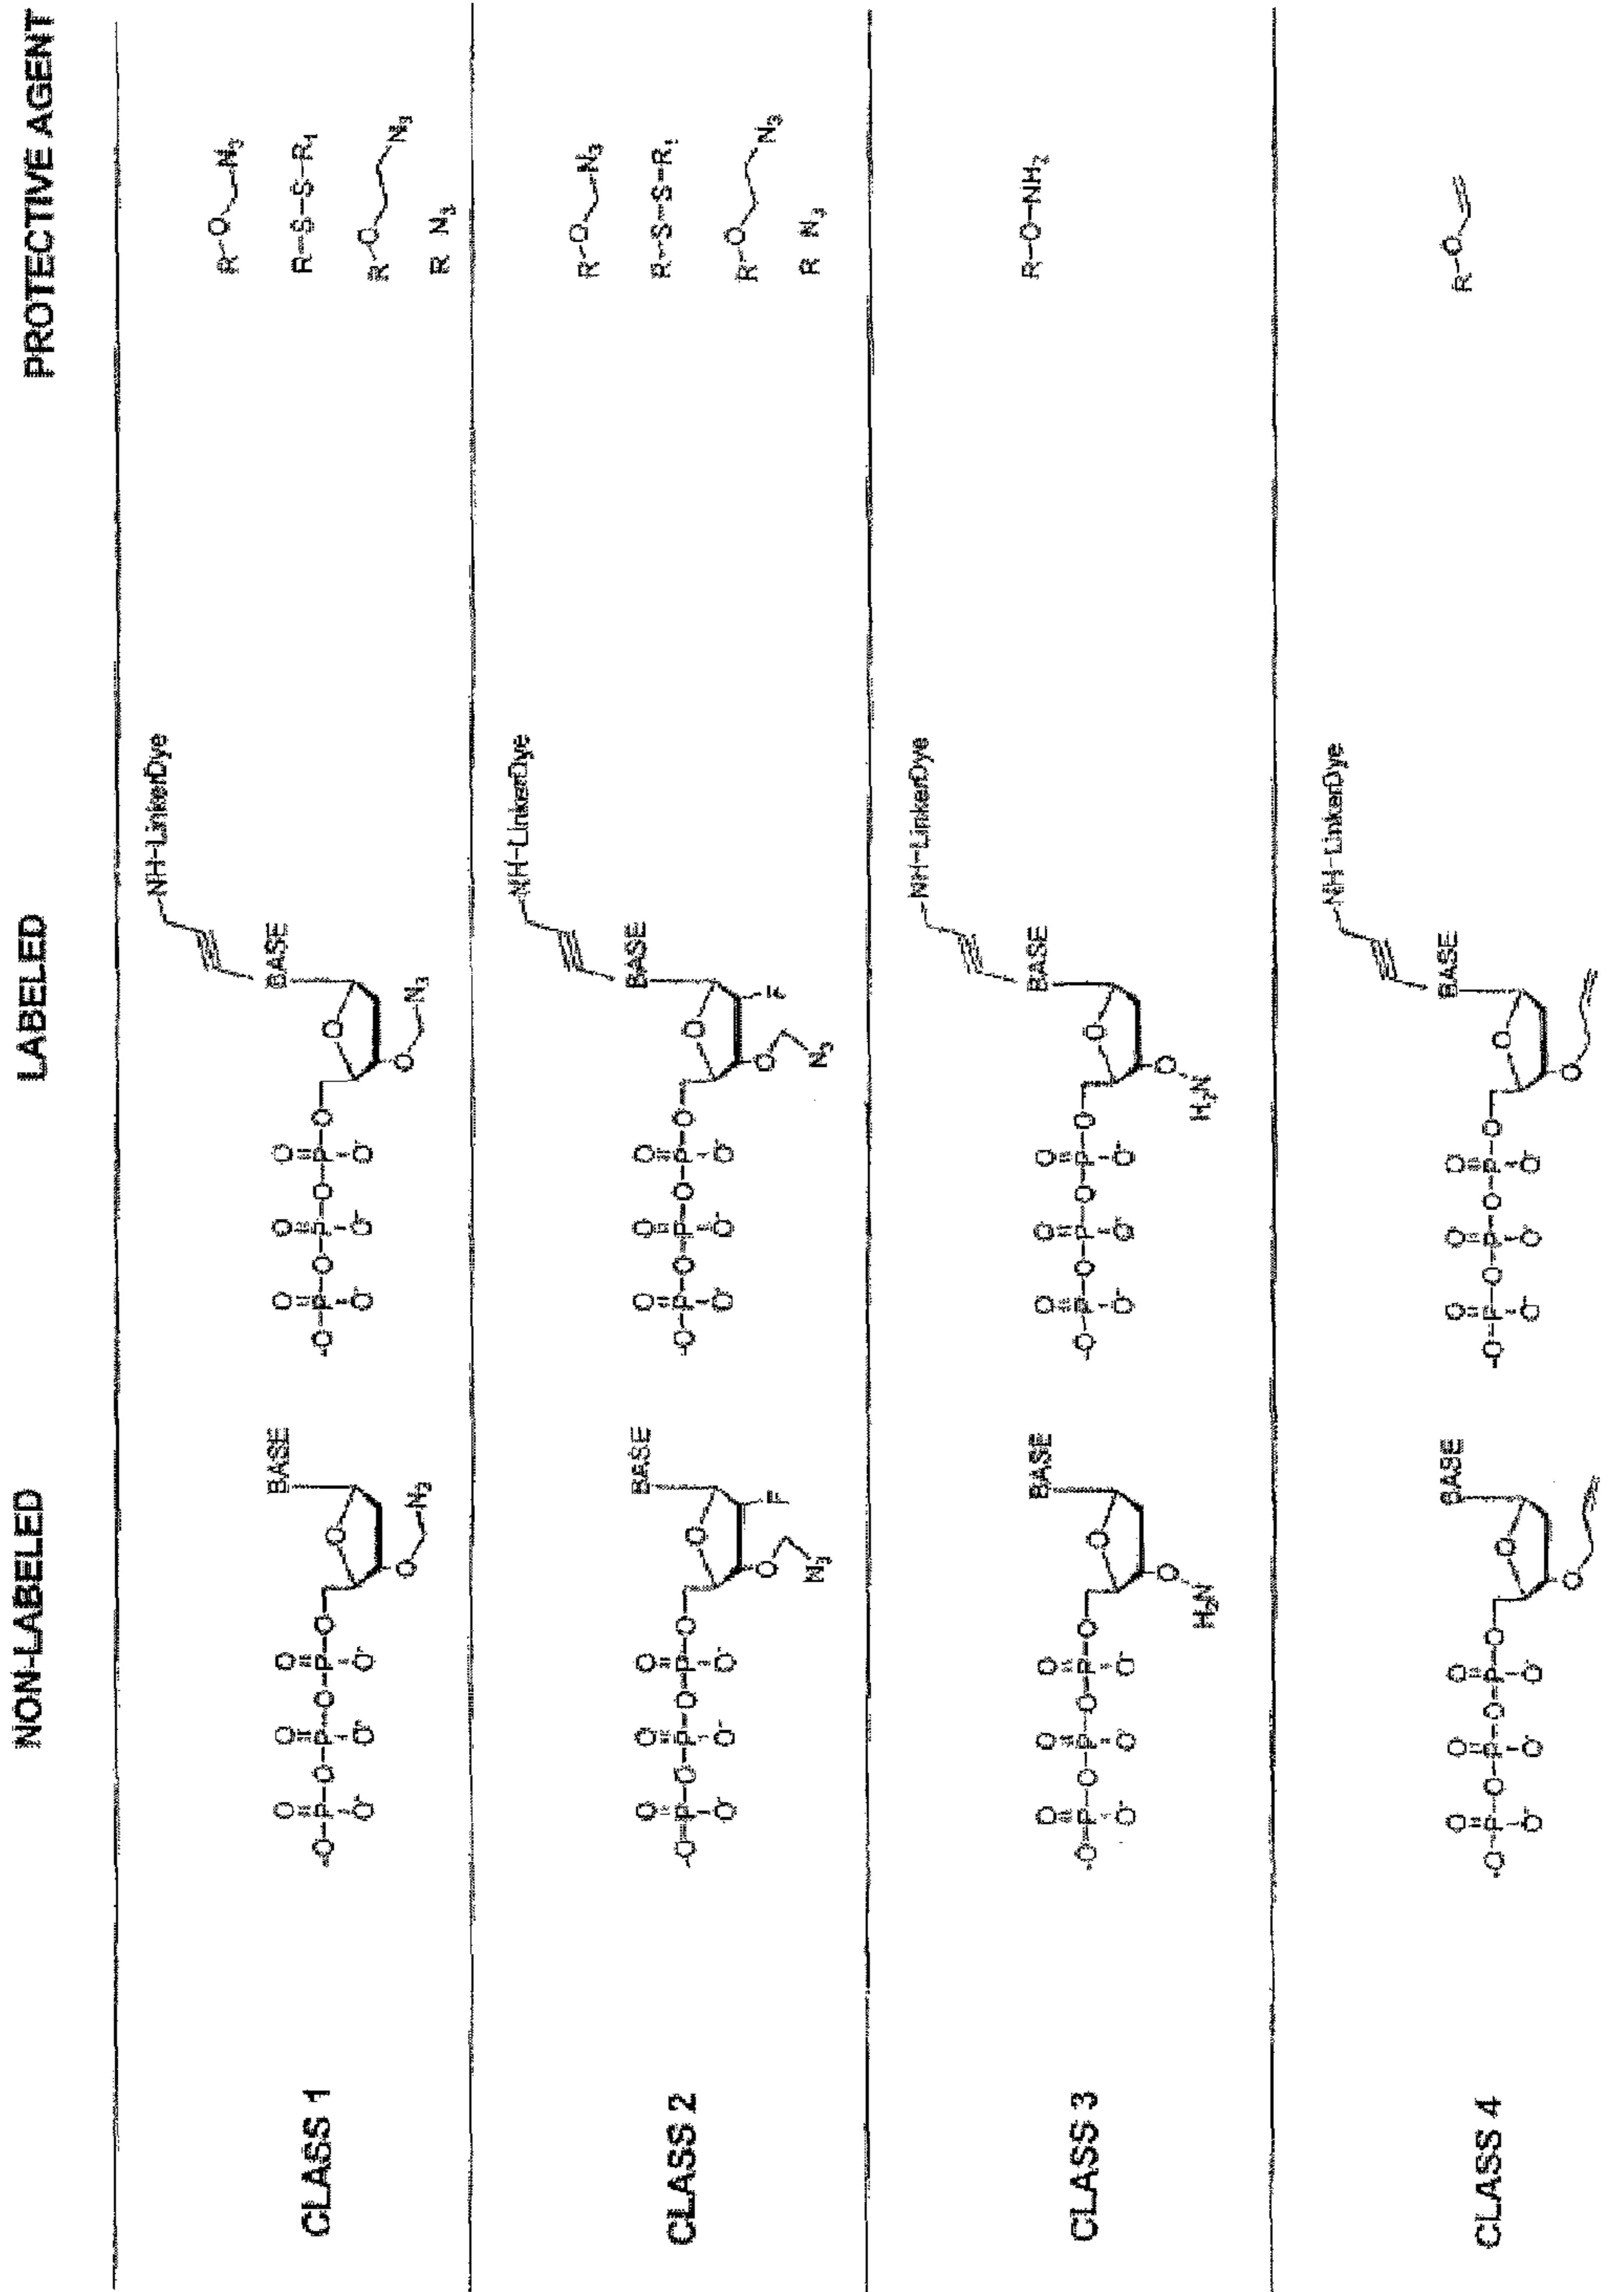 NON-LABELED LABELED PROTECTIVE AGENT
CLASS 1
BASE
O O O
-O-P-O-P-O-P-O
O- O- O-
O
O N3
NH-LinkerDye
BASE
O O O
-O-P-O-P-O-P-O
O- O- O-
O
O N3
R-O N3
R-S-S-R1
R-O N3
R N3
CLASS 2
BASE
O O O
-O-P-O-P-O-P-O
O- O- O-
O
O F
N3
NH-LinkerDye
BASE
O O O
-O-P-O-P-O-P-O
O- O- O-
O
O F
N3
R-O N3
R-S-S-R1
R-O N3
R N3
CLASS 3
BASE
O O O
-O-P-O-P-O-P-O
O- O- O-
O
O
H2N
NH-LinkerDye
BASE
O O O
-O-P-O-P-O-P-O
O- O- O-
O
O
H2N
R-O-NH2
CLASS 4
BASE
O O O
-O-P-O-P-O-P-O
O- O- O-
O
O
NH-LinkerDye
BASE
O O O
-O-P-O-P-O-P-O
O- O- O-
O
O
R-O